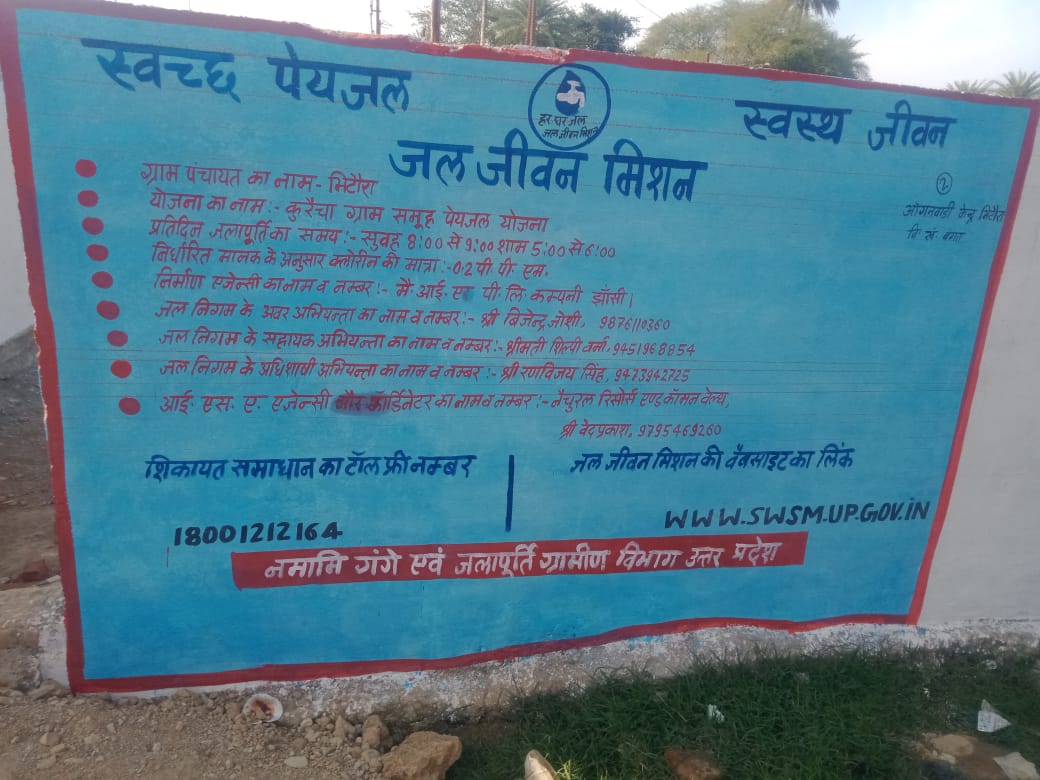 स्वच्छ पेयजल
हर घर जल
जल जीवन मिशन
स्वस्थ जीवन
जल जीवन मिशन
२
आँगनवाडी केन्द्र भिटौरा
वि. खं.
ग्राम पंचायत का नाम - भिटौरा
योजना का नाम :- कुरैचा ग्राम समूह पेयजल योजना
प्रतिदिन जलापूर्ति का समय :- सुवह 8:00 से 9:00 शाम 5:00 से 6:00
निर्धारित मानक के अनुसार क्लोरीन की मात्रा :- 0.2 पी. पी. एम.
निर्माण एजेन्सी का नाम व नम्बर :- मै. आई. एच पी. लि. कम्पनी झाँसी।
जल निगम के अवर अभियन्ता का नाम व नम्बर :- श्री बिजेन्द्र जोशी, 9876110360
जल निगम के सहायक अभियन्ता का नाम व नम्बर :- श्रीमती शिल्पी वर्मा, 9451968854
जल निगम के अधिशाषी अभियन्ता का नाम व नम्बर :- श्री रणविजय सिंह, 9473942725
आई. एस. ए. एजेन्सी और कॉर्डिनेटर का नाम व नम्बर :- नैचुरल रिसोर्स एण्ड कॉमन वेल्थ,
श्री वेदप्रकाश, 9795469260
शिकायत समाधान का टॉल फ्री नम्बर
जल जीवन मिशन की वैबसाइट का लिंक
18001212164
WWW.SWSM.UP.GOV.iN
नमामि गंगे एवं जलापूर्ति ग्रामीण विभाग उत्तर प्रदेश